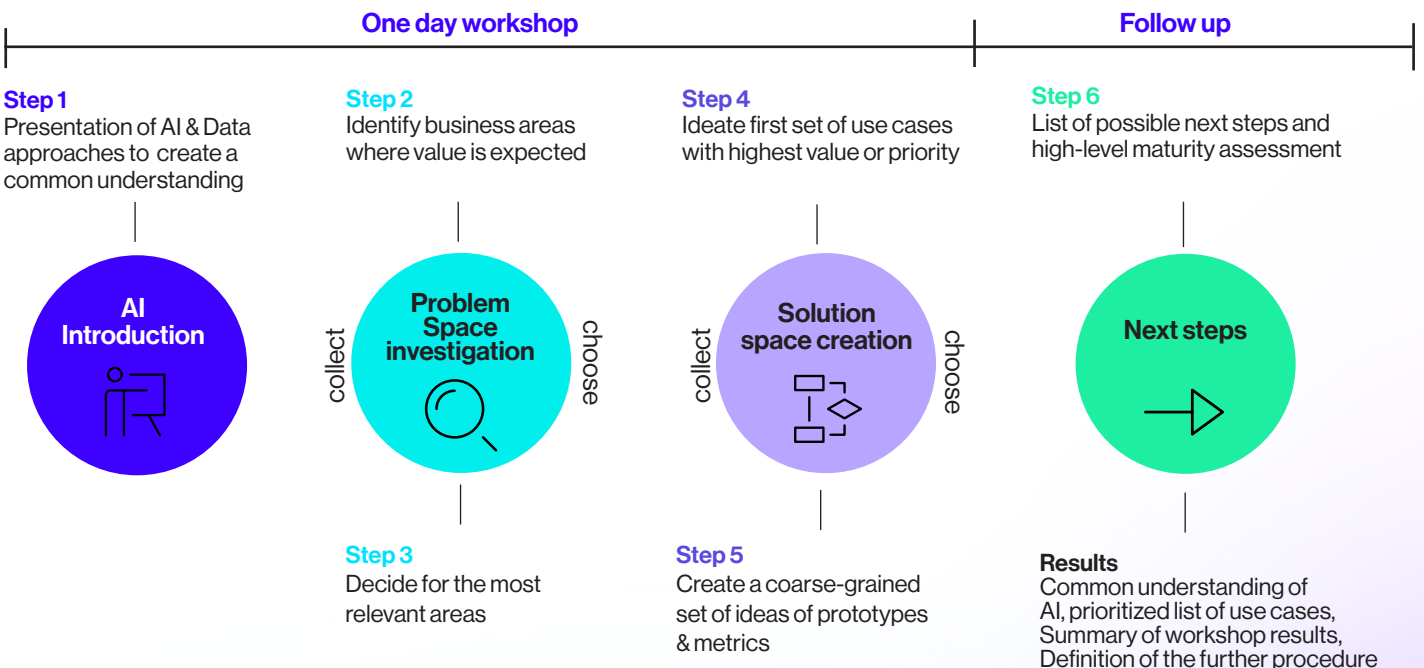 One day workshop
Follow up
Step 1
Presentation of AI & Data
approaches to create a
common understanding
Step 2
Identify business areas
where value is expected
Step 4
Ideate first set of use cases
with highest value or priority
Step 6
List of possible next steps and
high-level maturity assessment
AI
Introduction
collect
Problem
Space
investigation
choose
collect
Solution
space creation
choose
Next steps
Step 3
Decide for the most
relevant areas
Step 5
Create a coarse-grained
set of ideas of prototypes
& metrics
Results
Common understanding of
AI, prioritized list of use cases,
Summary of workshop results,
Definition of the further procedure